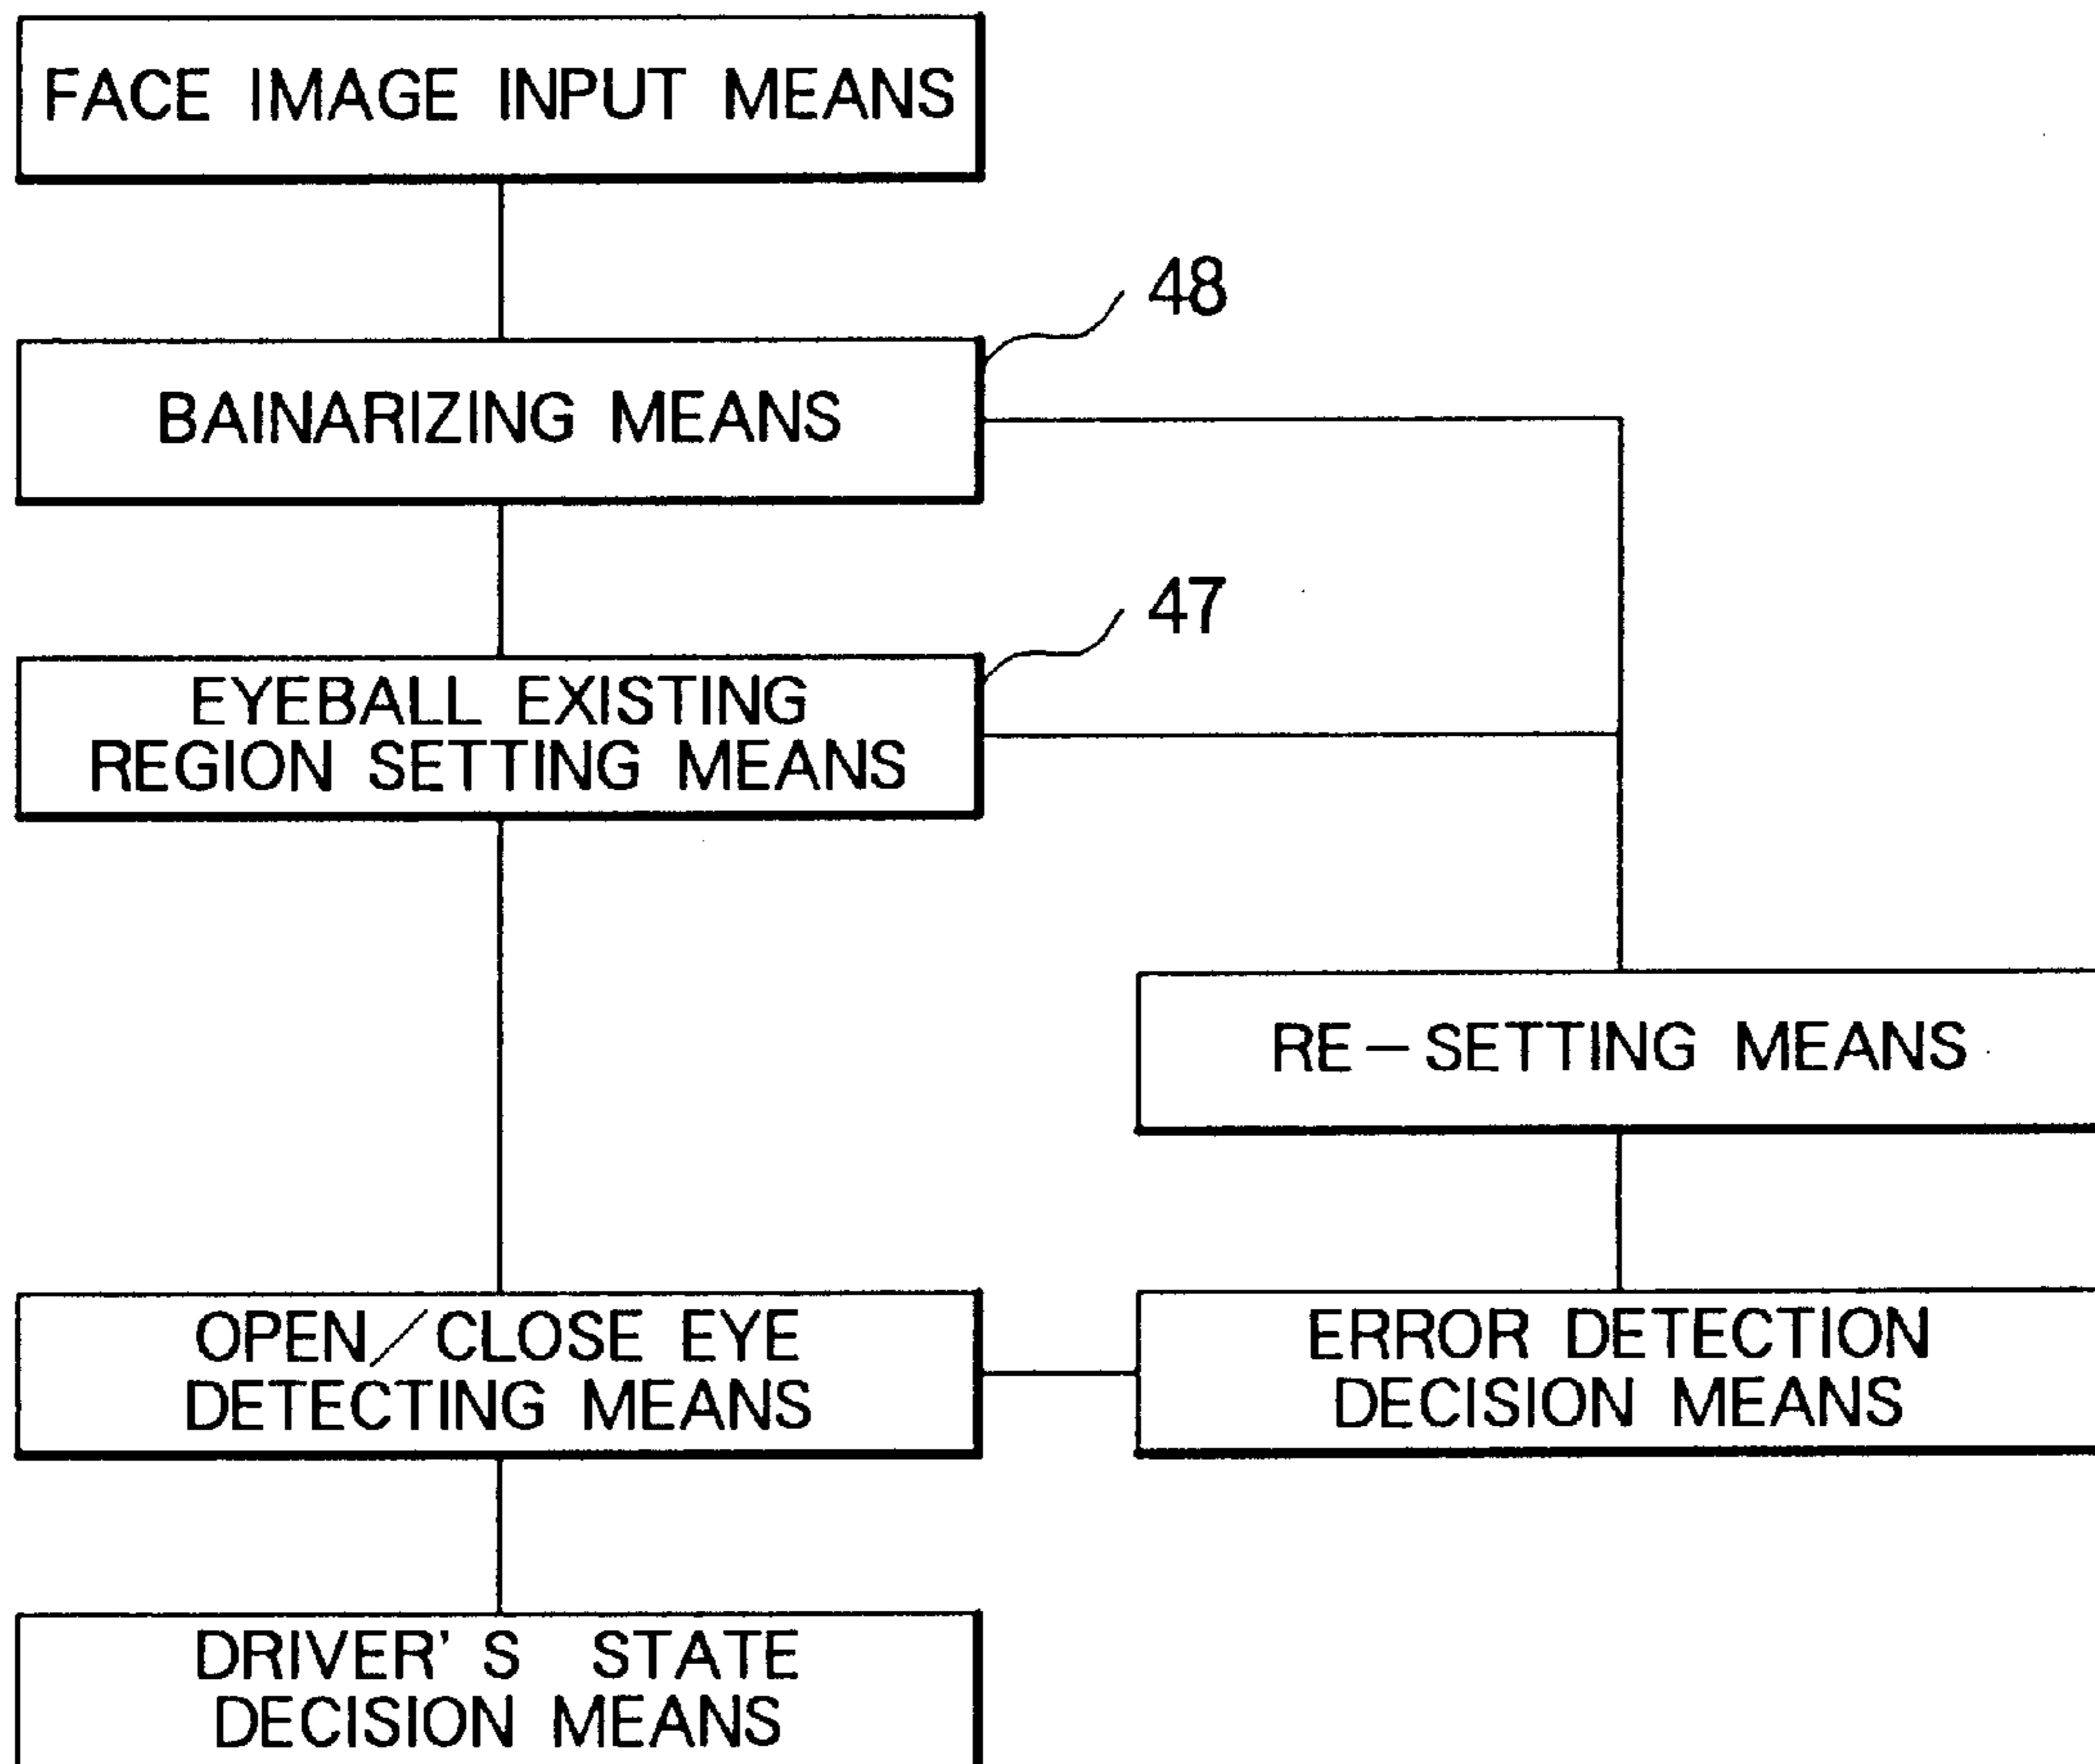 FACE IMAGE INPUT MEANS
48
BAINARIZING MEANS
47
EYEBALL EXISTING
REGION SETTING MEANS
RE-SETTING MEANS
OPEN/CLOSE EYE
DETECTING MEANS
ERROR DETECTION
DECISION MEANS
DRIVER'S STATE
DECISION MEANS